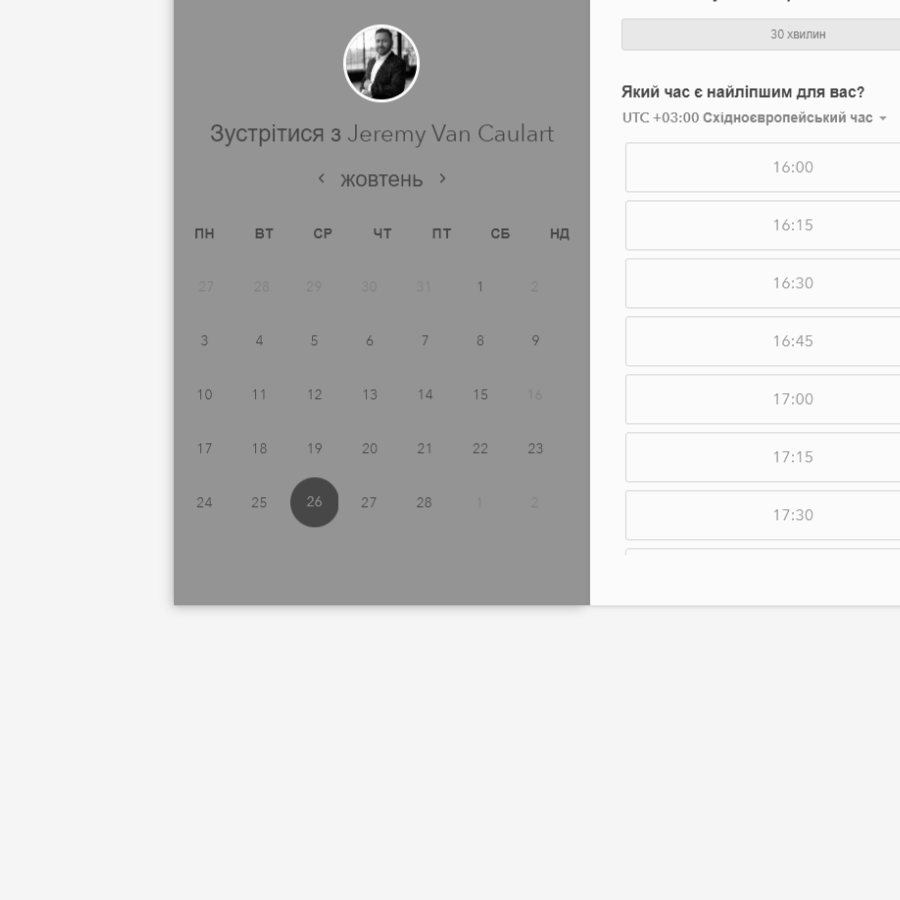 Зустрітися з Jeremy Van Caulart
жовтень
ПН ВТ СР ЧТ ПТ СБ НД
27 28 29 30 31 1 2
3 4 5 6 7 8 9
10 11 12 13 14 15 16
17 18 19 20 21 22 23
24 25 26 27 28 1 2
30 хвилин
Який час є найліпшим для вас?
UTC +03:00 Східноєвропейський час
16:00
16:15
16:30
16:45
17:00
17:15
17:30